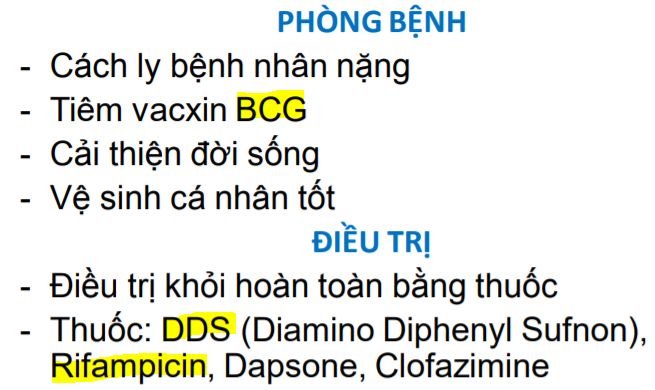 PHÒNG BỆNH
- Cách ly bệnh nhân nặng
- Tiêm vacxin BCG
- Cải thiện đời sống
- Vệ sinh cá nhân tốt
ĐIỀU TRỊ
- Điều trị khỏi hoàn toàn bằng thuốc
- Thuốc: DDS (Diamino Diphenyl Sufnon),
Rifampicin, Dapsone, Clofazimine